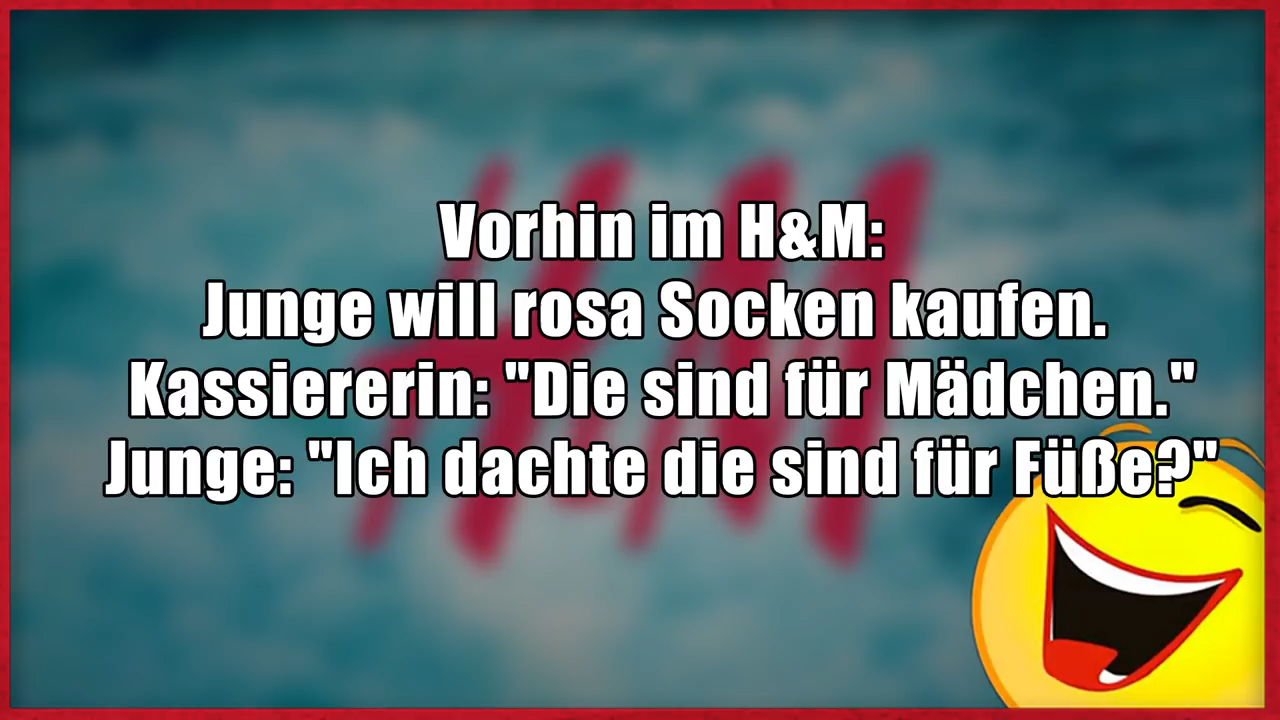 Vorhin im H&M:
Junge will rosa Socken kaufen.
Kassiererin: "Die sind für Mädchen."
Junge: "Ich dachte die sind für Füße?"
H&M